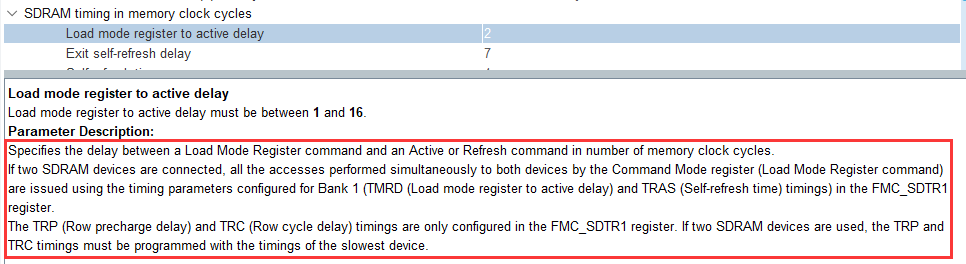 SDRAM timing in memory clock cycles
Load mode register to active delay 2
Exit self-refresh delay 7
Load mode register to active delay
Load mode register to active delay must be between 1 and 16.
Parameter Description:
Specifies the delay between a Load Mode Register command and an Active or Refresh command in number of memory clock cycles.
If two SDRAM devices are connected, all the accesses performed simultaneously to both devices by the Command Mode register (Load Mode Register command)
are issued using the timing parameters configured for Bank 1 (TMRD (Load mode register to active delay) and TRAS (Self-refresh time) timings) in the FMC_SDTR1
register.
The TRP (Row precharge delay) and TRC (Row cycle delay) timings are only configured in the FMC_SDTR1 register. If two SDRAM devices are used, the TRP and
TRC timings must be programmed with the timings of the slowest device.